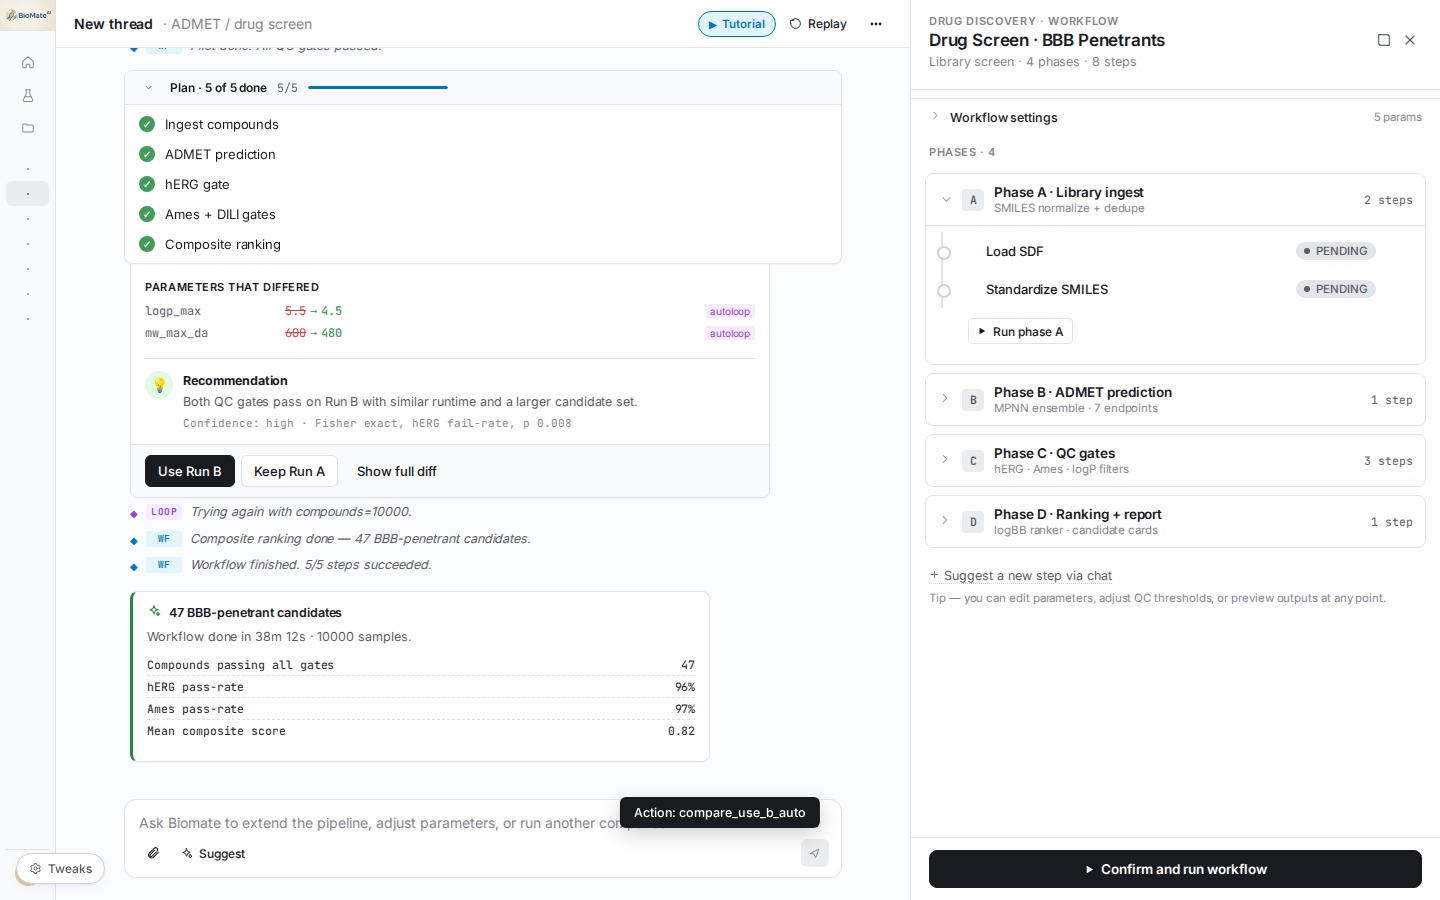 BioMate AI
New thread · ADMET / drug screen
Tutorial
Replay
WF Pilot done. All QC gates passed.
Plan · 5 of 5 done 5/5
Ingest compounds
ADMET prediction
hERG gate
Ames + DILI gates
Composite ranking
PARAMETERS THAT DIFFERED
logp_max 5.5 → 4.5 autoloop
mw_max_da 600 → 480 autoloop
Recommendation
Both QC gates pass on Run B with similar runtime and a larger candidate set.
Confidence: high · Fisher exact, hERG fail-rate, p 0.008
Use Run B
Keep Run A
Show full diff
LOOP Trying again with compounds=10000.
WF Composite ranking done — 47 BBB-penetrant candidates.
WF Workflow finished. 5/5 steps succeeded.
47 BBB-penetrant candidates
Workflow done in 38m 12s · 10000 samples.
Compounds passing all gates 47
hERG pass-rate 96%
Ames pass-rate 97%
Mean composite score 0.82
Ask Biomate to extend the pipeline, adjust parameters, or run another
Action: compare_use_b_auto
Suggest
Tweaks
DRUG DISCOVERY · WORKFLOW
Drug Screen · BBB Penetrants
Library screen · 4 phases · 8 steps
Workflow settings 5 params
PHASES · 4
A Phase A · Library ingest 2 steps
SMILES normalize + dedupe
Load SDF PENDING
Standardize SMILES PENDING
Run phase A
B Phase B · ADMET prediction 1 step
MPNN ensemble · 7 endpoints
C Phase C · QC gates 3 steps
hERG · Ames · logP filters
D Phase D · Ranking + report 1 step
logBB ranker · candidate cards
+ Suggest a new step via chat
Tip — you can edit parameters, adjust QC thresholds, or preview outputs at any point.
Confirm and run workflow